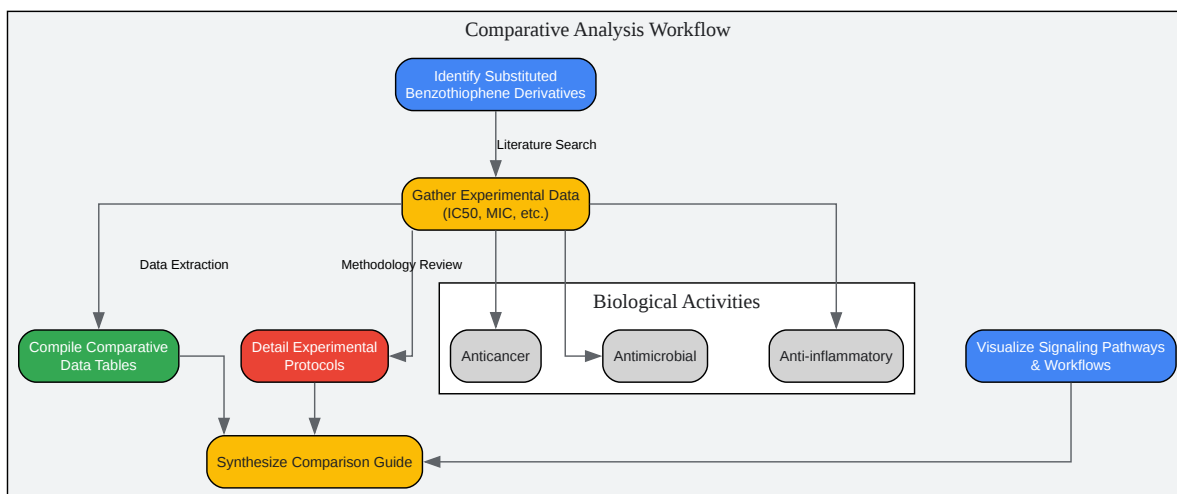 Comparative Analysis Workflow
Identify Substituted
Benzothiophene Derivatives
Literature Search
Gather Experimental Data
(IC50, MIC, etc.)
Data Extraction
Methodology Review
Biological Activities
Compile Comparative
Data Tables
Detail Experimental
Protocols
Anticancer
Antimicrobial
Anti-inflammatory
Visualize Signaling Pathways
& Workflows
Synthesize Comparison Guide